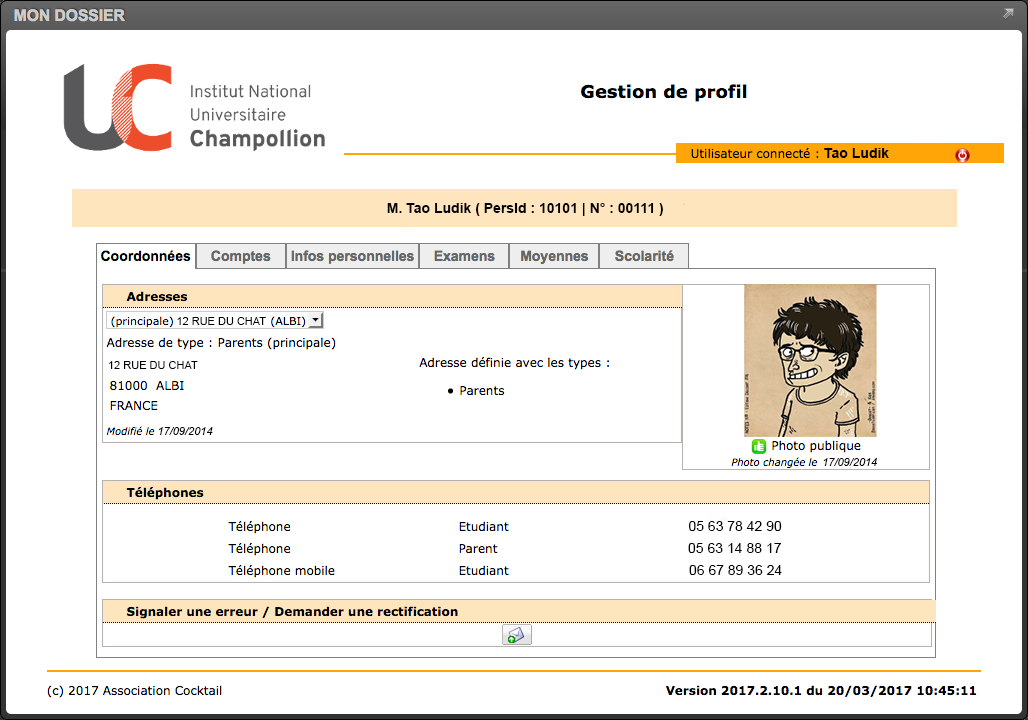 MON DOSSIER
Institut National
Universitaire
Champollion
Gestion de profil
Utilisateur connecté : Tao Ludik
M. Tao Ludik ( PersId : 10101 | N° : 00111 )
Coordonnées Comptes Infos personnelles Examens Moyennes Scolarité
Adresses
(principale) 12 RUE DU CHAT (ALBI)
Adresse de type : Parents (principale)
12 RUE DU CHAT
81000 ALBI
FRANCE
Modifié le 17/09/2014
Adresse définie avec les types :
• Parents
Photo publique
Photo changée le 17/09/2014
Téléphones
Téléphone Etudiant 05 63 78 42 90
Téléphone Parent 05 63 14 88 17
Téléphone mobile Etudiant 06 67 89 36 24
Signaler une erreur / Demander une rectification
(c) 2017 Association Cocktail
Version 2017.2.10.1 du 20/03/2017 10:45:11